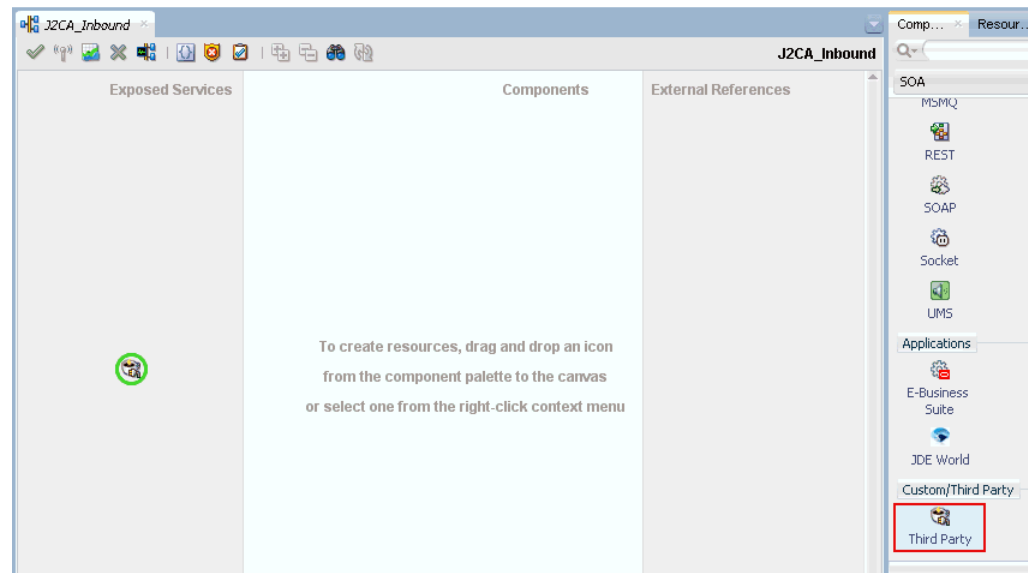 J2CA_Inbound
J2CA_Inbound
Exposed Services
Components
External References
To create resources, drag and drop an icon
from the component palette to the canvas
or select one from the right-click context menu
Comp...
Resour...
SOA
MSMQ
REST
SOAP
Socket
UMS
Applications
E-Business
Suite
JDE World
Custom/Third Party
Third Party